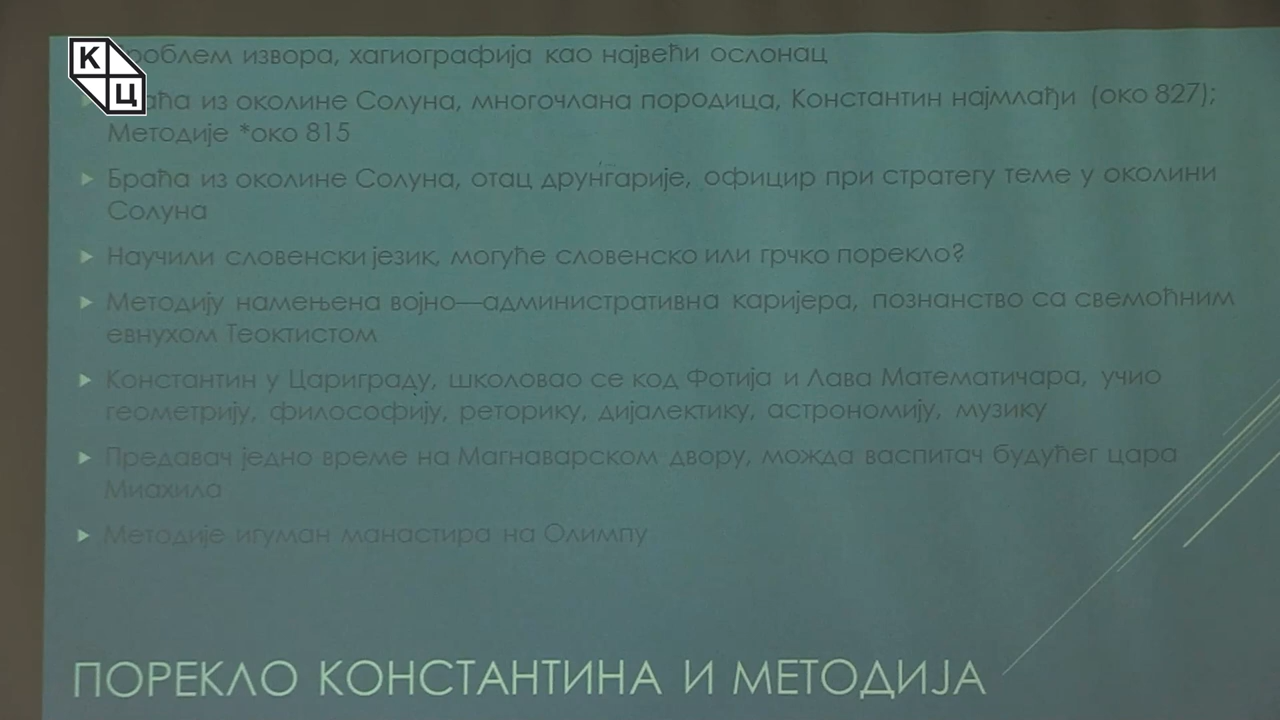 К
Ц
роблем извора, хагиографија као највећи ослонац
аћа из околине Солуна, многочлана породица, Константин најмлађи (око 827);
Методије *око 815
Браћа из околине Солуна, отац друнгарије, официр при стратегу теме у околини
Солуна
Научили словенски језик, могуће словенско или грчко порекло?
Методију намењена војно—административна каријера, познанство са свемоћним
евнухом Теоктистом
Константин у Цариграду, школовао се код Фотија и Лава Математичара, учио
геометрију, философију, реторику, дијалектику, астрономију, музику
Предавач једно време на Магнаварском двору, можда васпитач будућег цара
Миахила
Методије игуман манастира на Олимпу
ПОРЕКЛО КОНСТАНТИНА И МЕТОДИЈА